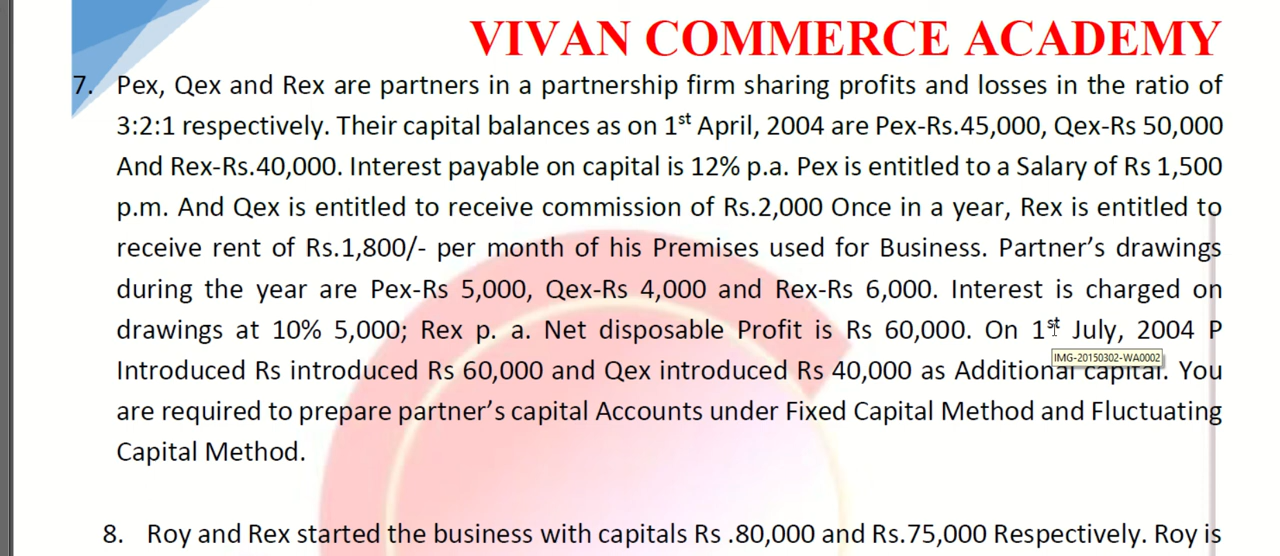 VIVAN COMMERCE ACADEMY
7. Pex, Qex and Rex are partners in a partnership firm sharing profits and losses in the ratio of
3:2:1 respectively. Their capital balances as on 1st April, 2004 are Pex-Rs.45,000, Qex-Rs 50,000
And Rex-Rs.40,000. Interest payable on capital is 12% p.a. Pex is entitled to a Salary of Rs 1,500
p.m. And Qex is entitled to receive commission of Rs.2,000 Once in a year, Rex is entitled to
receive rent of Rs.1,800/- per month of his Premises used for Business. Partner’s drawings
during the year are Pex-Rs 5,000, Qex-Rs 4,000 and Rex-Rs 6,000. Interest is charged on
drawings at 10% 5,000; Rex p. a. Net disposable Profit is Rs 60,000. On 1st July, 2004 P
IMG-20150302-WA0002
Introduced Rs introduced Rs 60,000 and Qex introduced Rs 40,000 as Additional capital. You
are required to prepare partner’s capital Accounts under Fixed Capital Method and Fluctuating
Capital Method.
8. Roy and Rex started the business with capitals Rs .80,000 and Rs.75,000 Respectively. Roy is